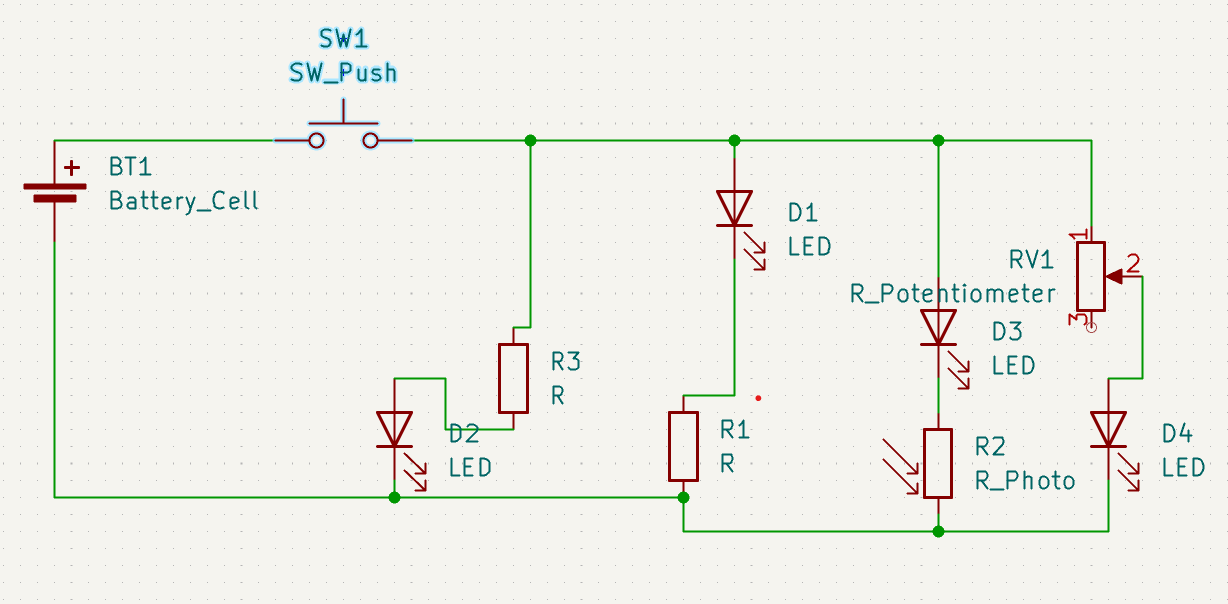 SW1
SW_Push
+
BT1
Battery_Cell
D1
LED
1
RV1
2
R_Potentiometer
3
D3
LED
R3
R
D2
LED
R1
R
R2
R_Photo
D4
LED